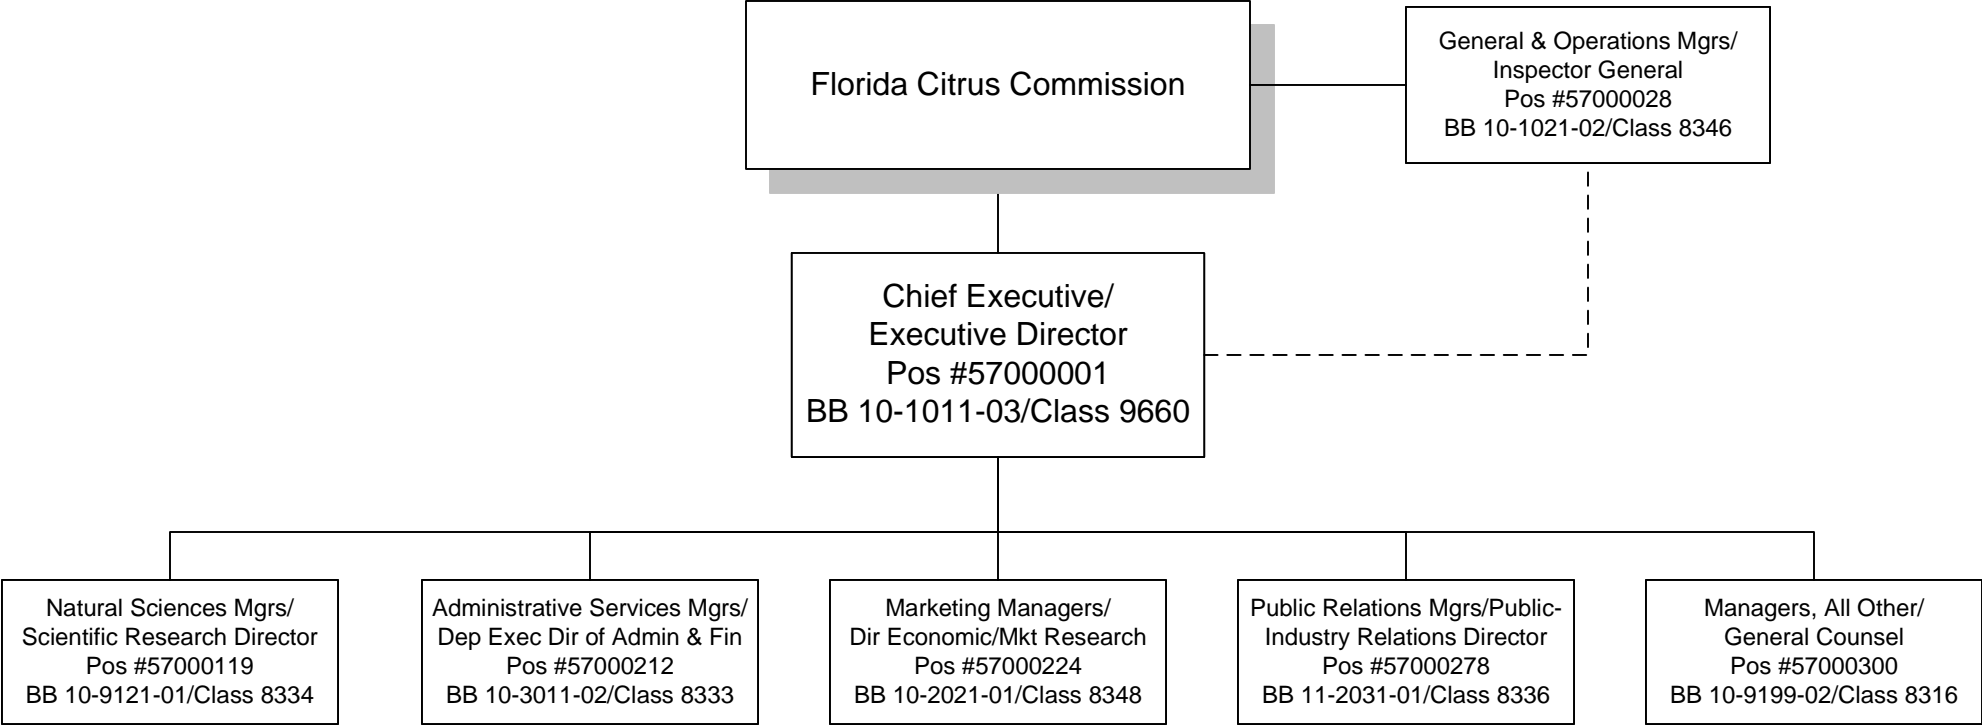 Florida Citrus Commission
General & Operations Mgrs/
Inspector General
Pos #57000028
BB 10-1021-02/Class 8346
Chief Executive/
Executive Director
Pos #57000001
BB 10-1011-03/Class 9660
Natural Sciences Mgrs/
Scientific Research Director
Pos #57000119
BB 10-9121-01/Class 8334
Administrative Services Mgrs/
Dep Exec Dir of Admin & Fin
Pos #57000212
BB 10-3011-02/Class 8333
Marketing Managers/
Dir Economic/Mkt Research
Pos #57000224
BB 10-2021-01/Class 8348
Public Relations Mgrs/Public-
Industry Relations Director
Pos #57000278
BB 11-2031-01/Class 8336
Managers, All Other/
General Counsel
Pos #57000300
BB 10-9199-02/Class 8316